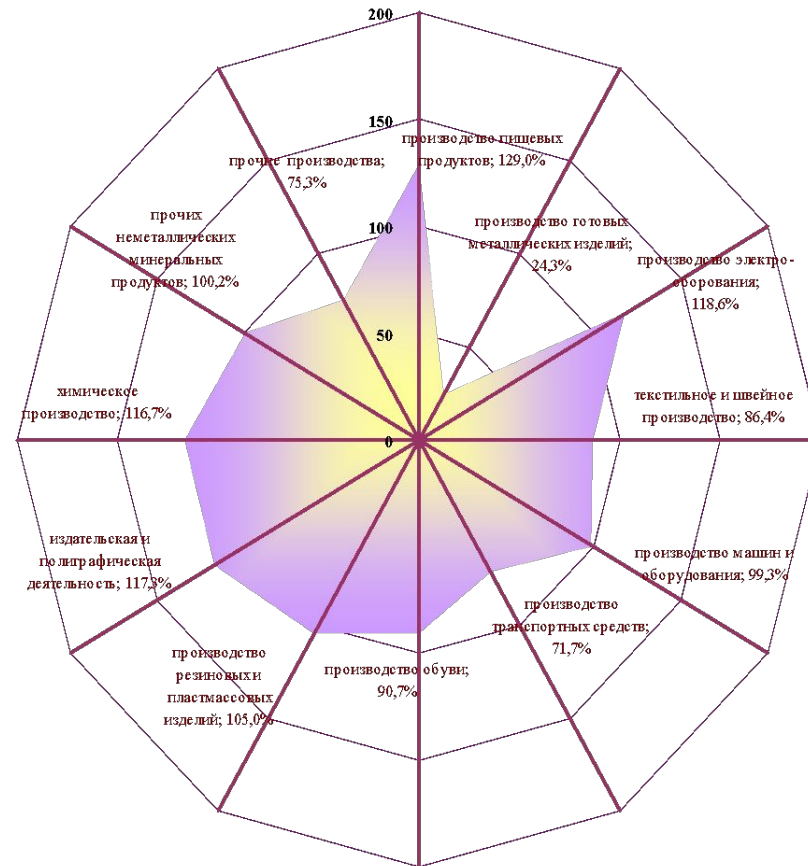 200
150
производство пищевых
продуктов; 129,0%
прочие производства;
75,3%
прочих
неметаллических
минеральных
продуктов; 100,2%
100
производство готовых
металлических изделий;
24,3%
производство электро-
оборования;
118,6%
50
химическое
производство; 116,7%
текстильное и швейное
производство; 86,4%
0
издательская и
полиграфическая
деятельность; 117,3%
производство машин и
оборудования; 99,3%
производство
транспортных средств;
71,7%
производство
резиновых и
пластмассовых
изделий; 105,0%
производство обуви;
90,7%